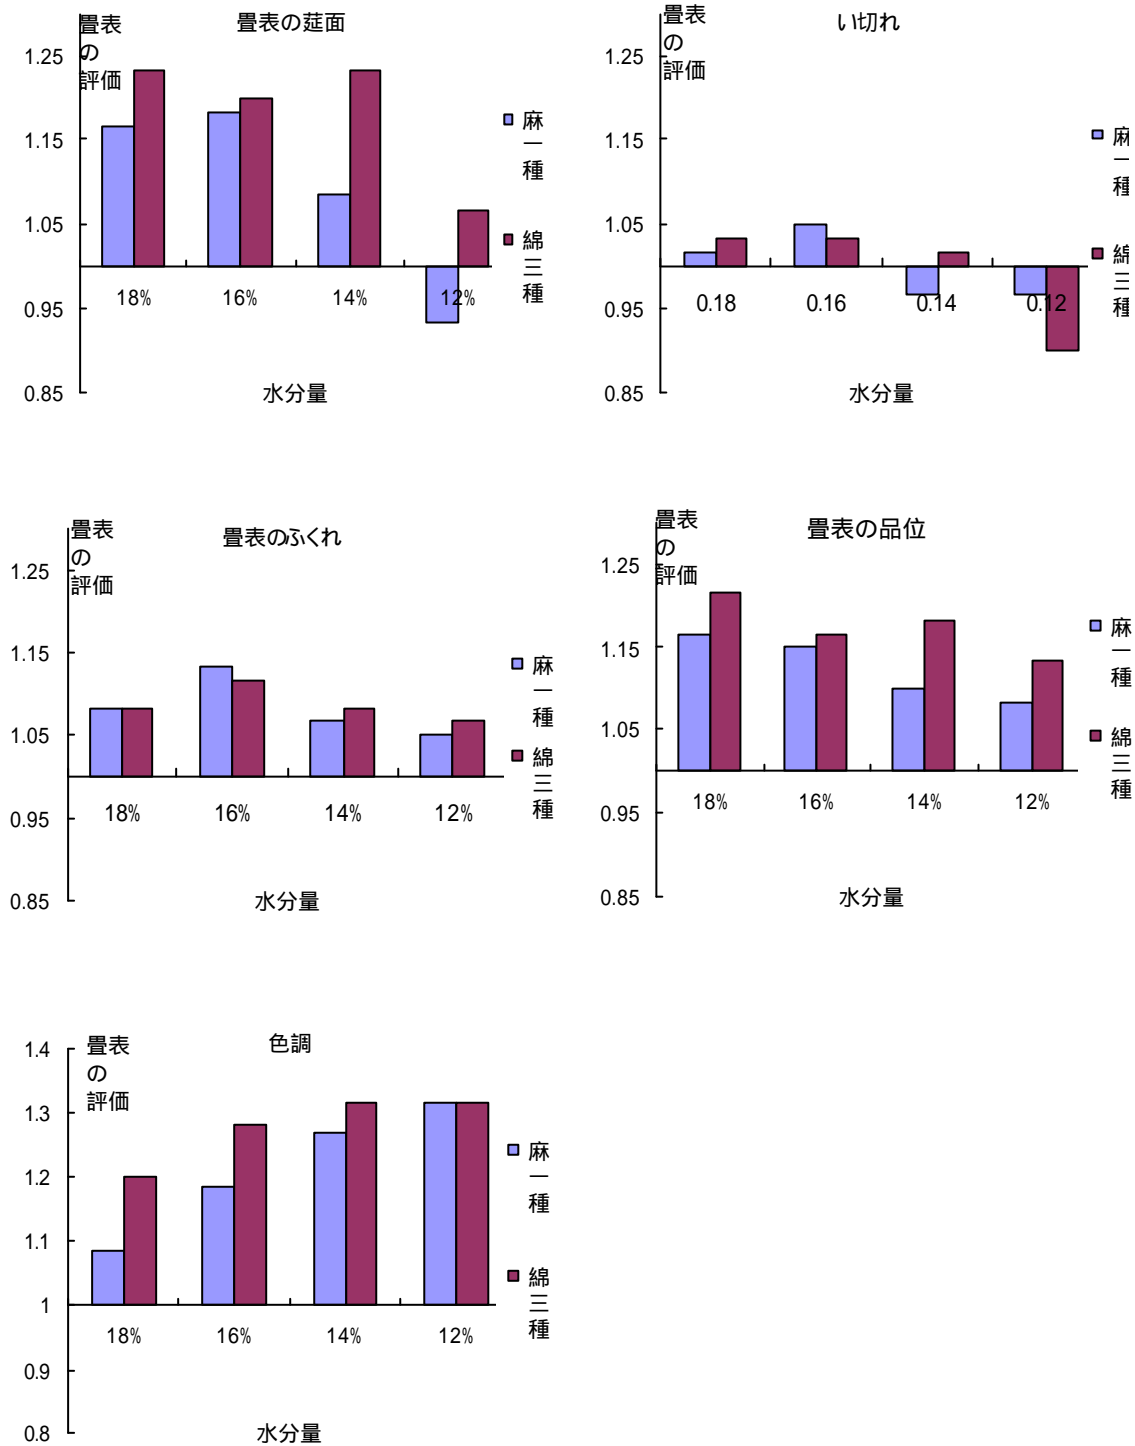 畳表の莚面
畳表
の
評価
1.25
1.15
1.05
0.95
0.85
18%
16%
14%
12%
水分量
麻
一
種
綿
三
種
い切れ
畳表
の
評価
1.25
1.15
1.05
0.95
0.85
0.18
0.16
0.14
0.12
水分量
麻
一
種
綿
三
種
畳表のふくれ
畳表
の
評価
1.25
1.15
1.05
0.95
0.85
18%
16%
14%
12%
水分量
麻
一
種
綿
三
種
畳表の品位
畳表
の
評価
1.25
1.15
1.05
0.95
0.85
18%
16%
14%
12%
水分量
麻
一
種
綿
三
種
色調
畳表
の
評価
1.4
1.3
1.2
1.1
1
0.9
0.8
18%
16%
14%
12%
水分量
麻
一
種
綿
三
種